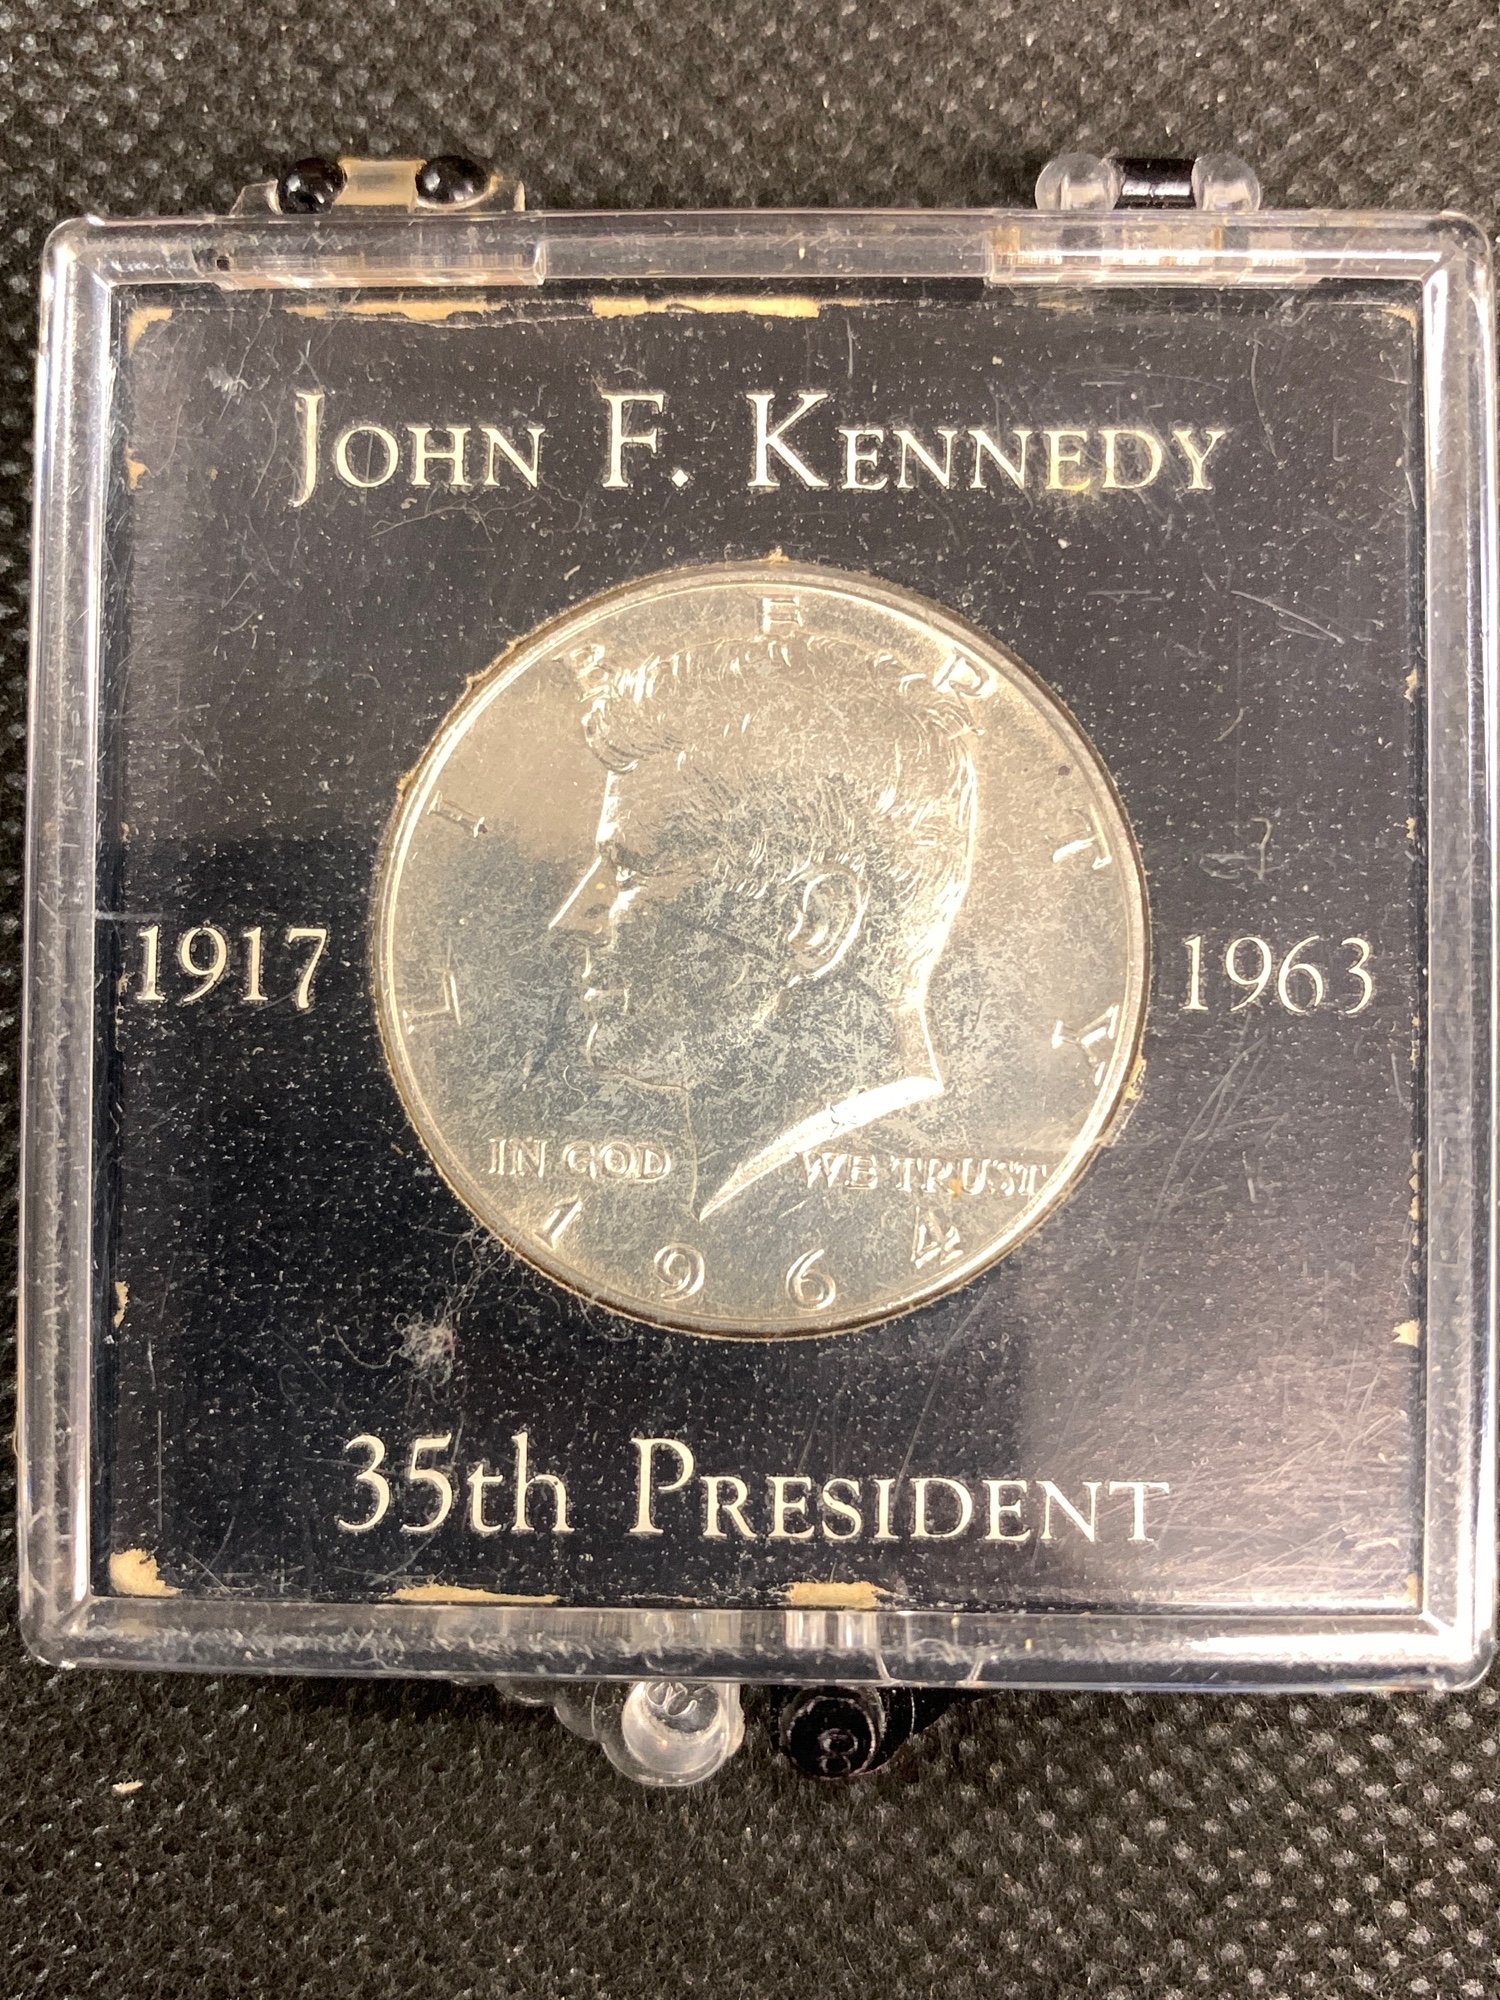 John F. Kennedy
LIBERTY
1917 1963
IN GOD WE TRUST
1964
35th President